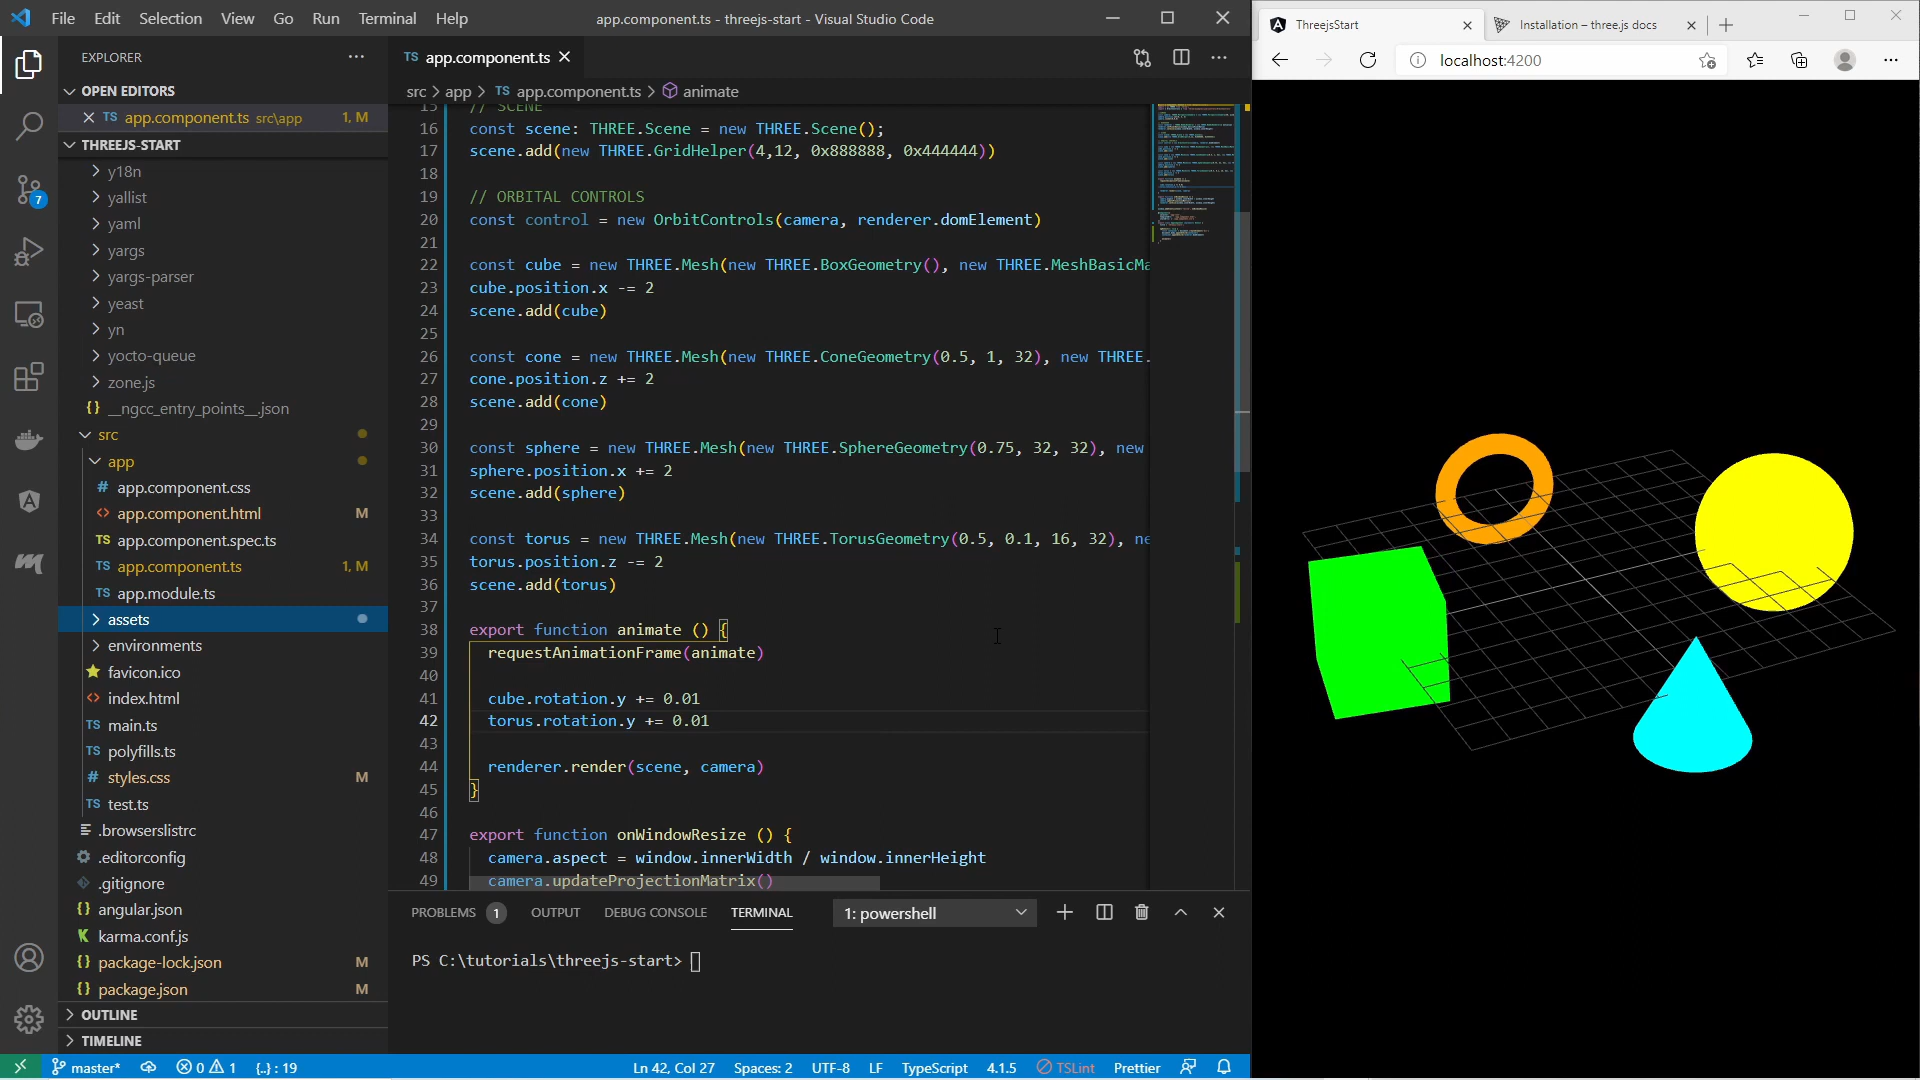 File Edit Selection View Go Run Terminal Help
app.component.ts - threejs-start - Visual Studio Code
EXPLORER
OPEN EDITORS
TS app.component.ts src\app 1, M
THREEJS-START
y18n
yallist
yaml
yargs
yargs-parser
yeast
yn
yocto-queue
zone.js
{} __ngcc_entry_points__.json
src
app
# app.component.css
<> app.component.html M
TS app.component.spec.ts
TS app.component.ts 1, M
TS app.module.ts
assets
environments
favicon.ico
<> index.html
TS main.ts
TS polyfills.ts
# styles.css M
TS test.ts
.browserslistrc
.editorconfig
.gitignore
{} angular.json
K karma.conf.js
{} package-lock.json M
{} package.json M
OUTLINE
TIMELINE
7
TS app.component.ts
src > app > TS app.component.ts > animate
15 // SCENE
16 const scene: THREE.Scene = new THREE.Scene();
17 scene.add(new THREE.GridHelper(4,12, 0x888888, 0x444444))
18
19 // ORBITAL CONTROLS
20 const control = new OrbitControls(camera, renderer.domElement)
21
22 const cube = new THREE.Mesh(new THREE.BoxGeometry(), new THREE.MeshBasicMa
23 cube.position.x -= 2
24 scene.add(cube)
25
26 const cone = new THREE.Mesh(new THREE.ConeGeometry(0.5, 1, 32), new THREE.
27 cone.position.z += 2
28 scene.add(cone)
29
30 const sphere = new THREE.Mesh(new THREE.SphereGeometry(0.75, 32, 32), new
31 sphere.position.x += 2
32 scene.add(sphere)
33
34 const torus = new THREE.Mesh(new THREE.TorusGeometry(0.5, 0.1, 16, 32), ne
35 torus.position.z -= 2
36 scene.add(torus)
37
38 export function animate () {
39 requestAnimationFrame(animate)
40
41 cube.rotation.y += 0.01
42 torus.rotation.y += 0.01
43
44 renderer.render(scene, camera)
45 }
46
47 export function onWindowResize () {
48 camera.aspect = window.innerWidth / window.innerHeight
49 camera.updateProjectionMatrix()
PROBLEMS 1 OUTPUT DEBUG CONSOLE TERMINAL 1: powershell
PS C:\tutorials\threejs-start>
master* 0 1 {..} : 19 Ln 42, Col 27 Spaces: 2 UTF-8 LF TypeScript 4.1.5 TSLint Prettier
ThreejsStart
Installation – three.js docs
localhost:4200